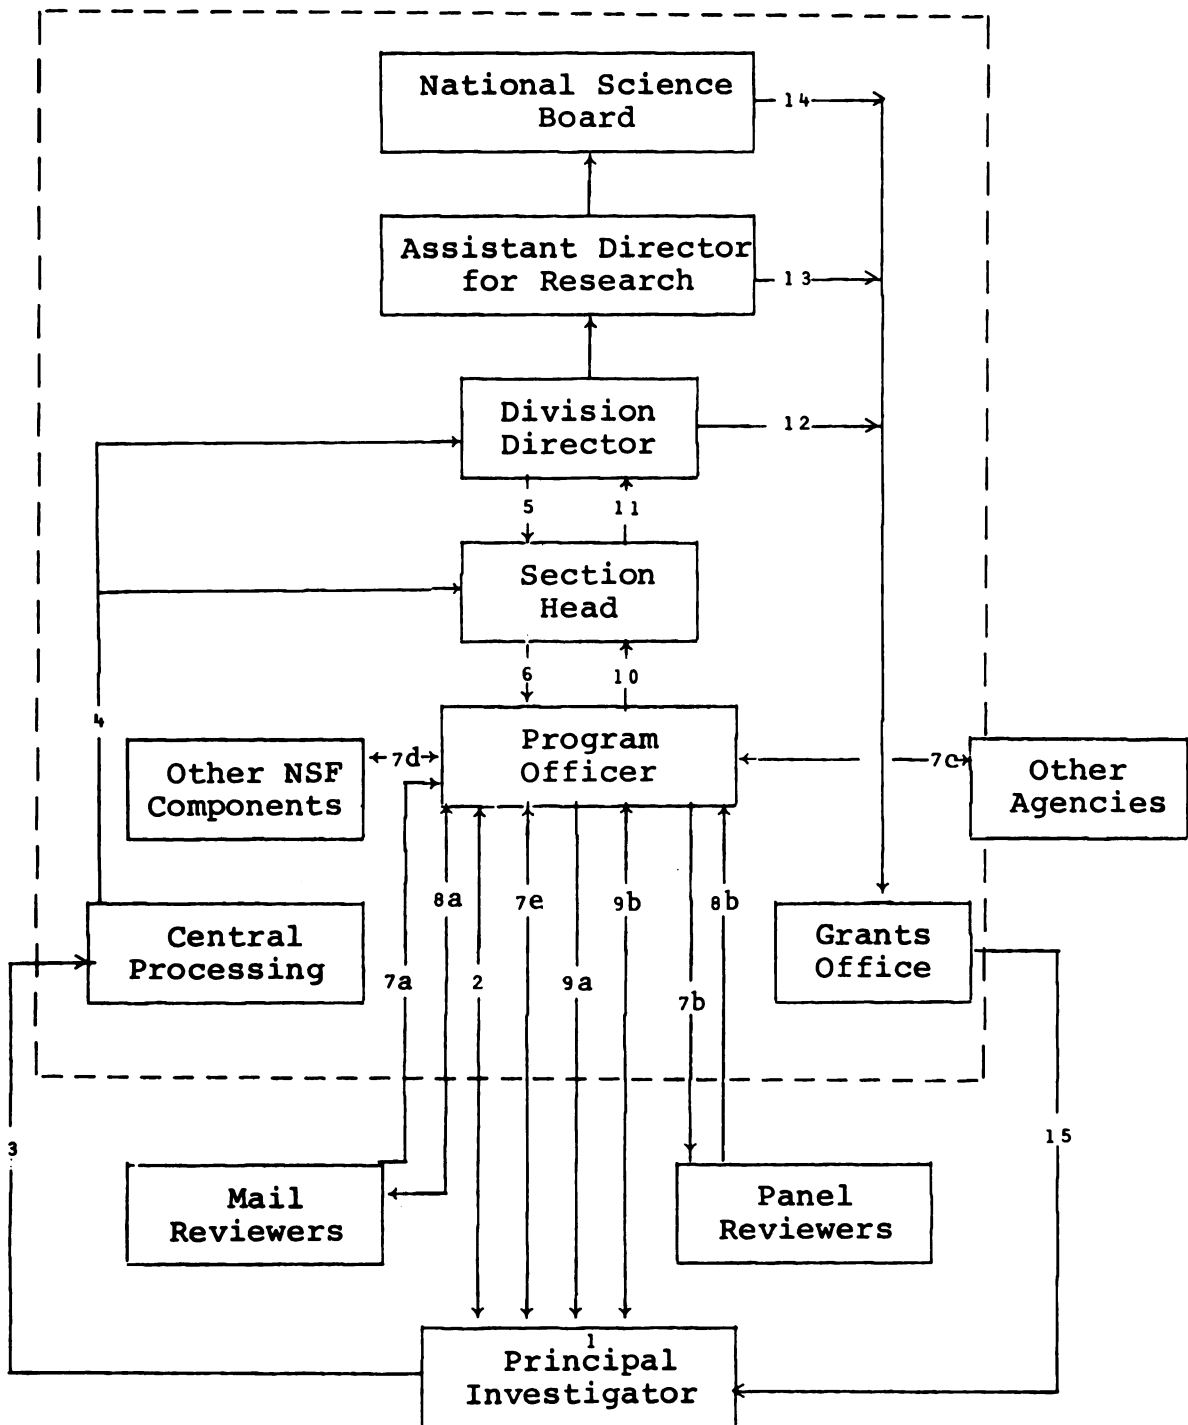 National Science
Board
14
Assistant Director
for Research
13
Division
Director
12
5
11
Section
Head
6
10
4
Program
Officer
7d
7c
Other NSF
Components
Other
Agencies
8a
7e
9b
8b
Central
Processing
Grants
Office
7a
2
9a
7b
3
15
Mail
Reviewers
Panel
Reviewers
1
Principal
Investigator